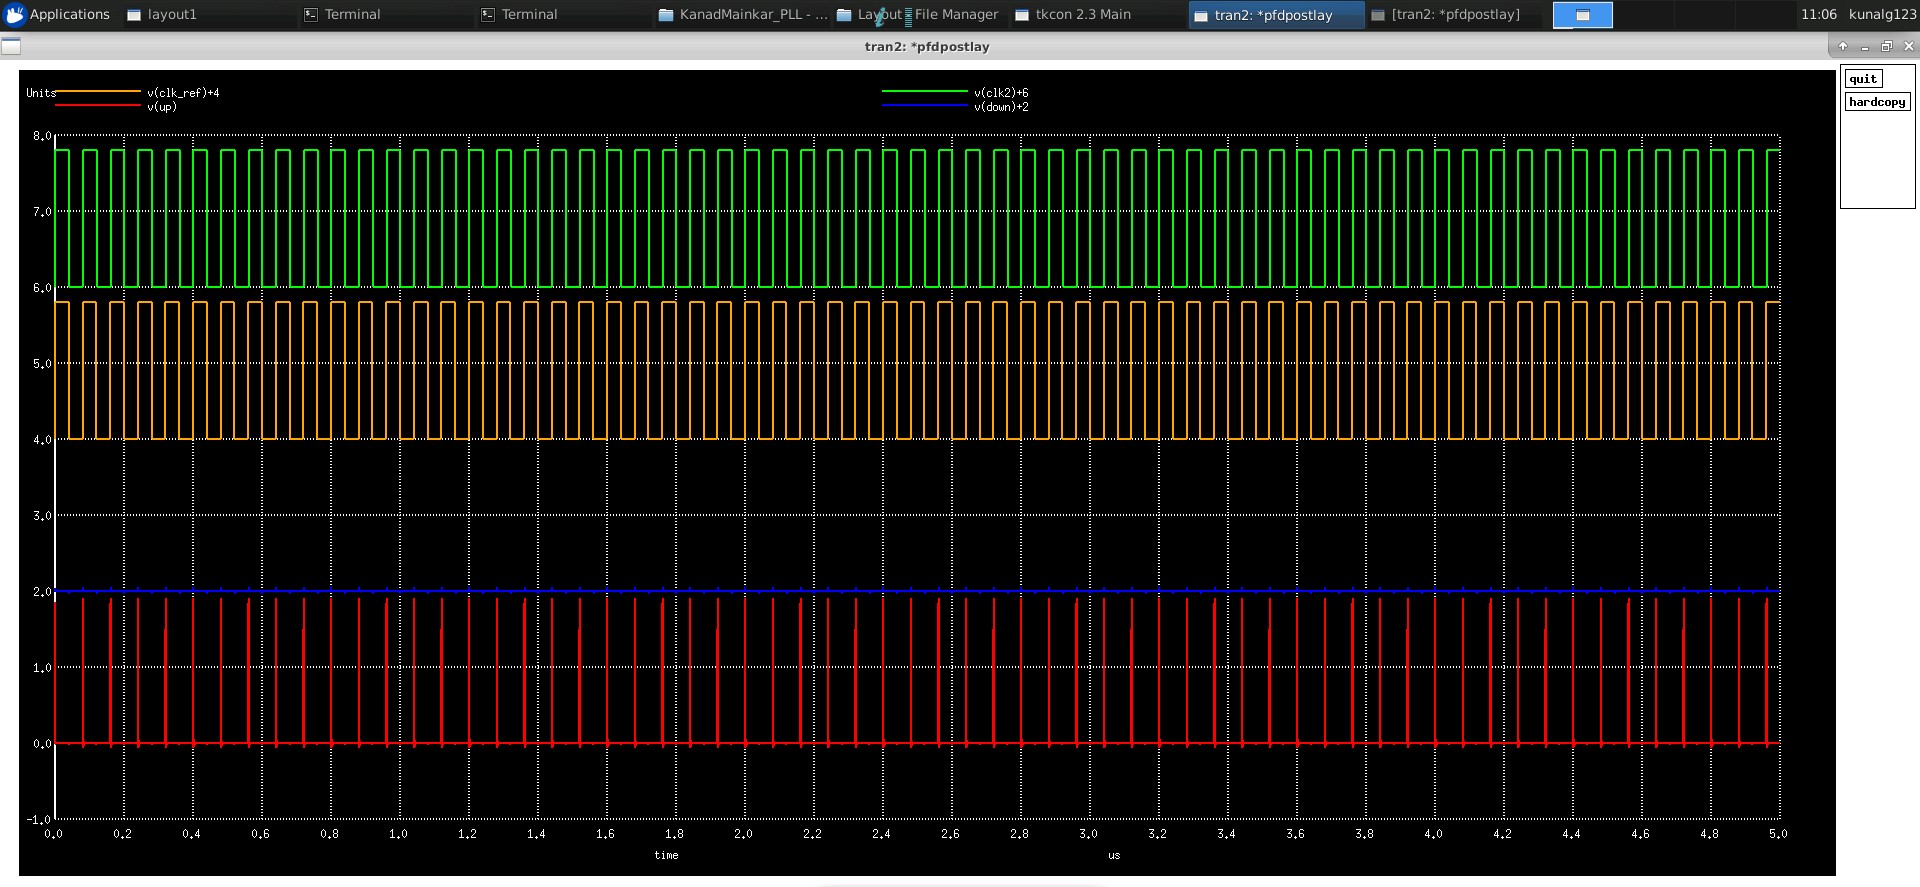 Applications layout1 Terminal Terminal KanadMainkar_PLL - ... Layout File Manager tkcon 2.3 Main tran2: *pfdpostlay [tran2: *pfdpostlay] 11:06 kunalg123
tran2: *pfdpostlay
quit
hardcopy
Units v(clk_ref)+4 v(clk2)+6
v(up) v(down)+2
8.0
7.0
6.0
5.0
4.0
3.0
2.0
1.0
0.0
-1.0
0.0 0.2 0.4 0.6 0.8 1.0 1.2 1.4 1.6 1.8 2.0 2.2 2.4 2.6 2.8 3.0 3.2 3.4 3.6 3.8 4.0 4.2 4.4 4.6 4.8 5.0
time us